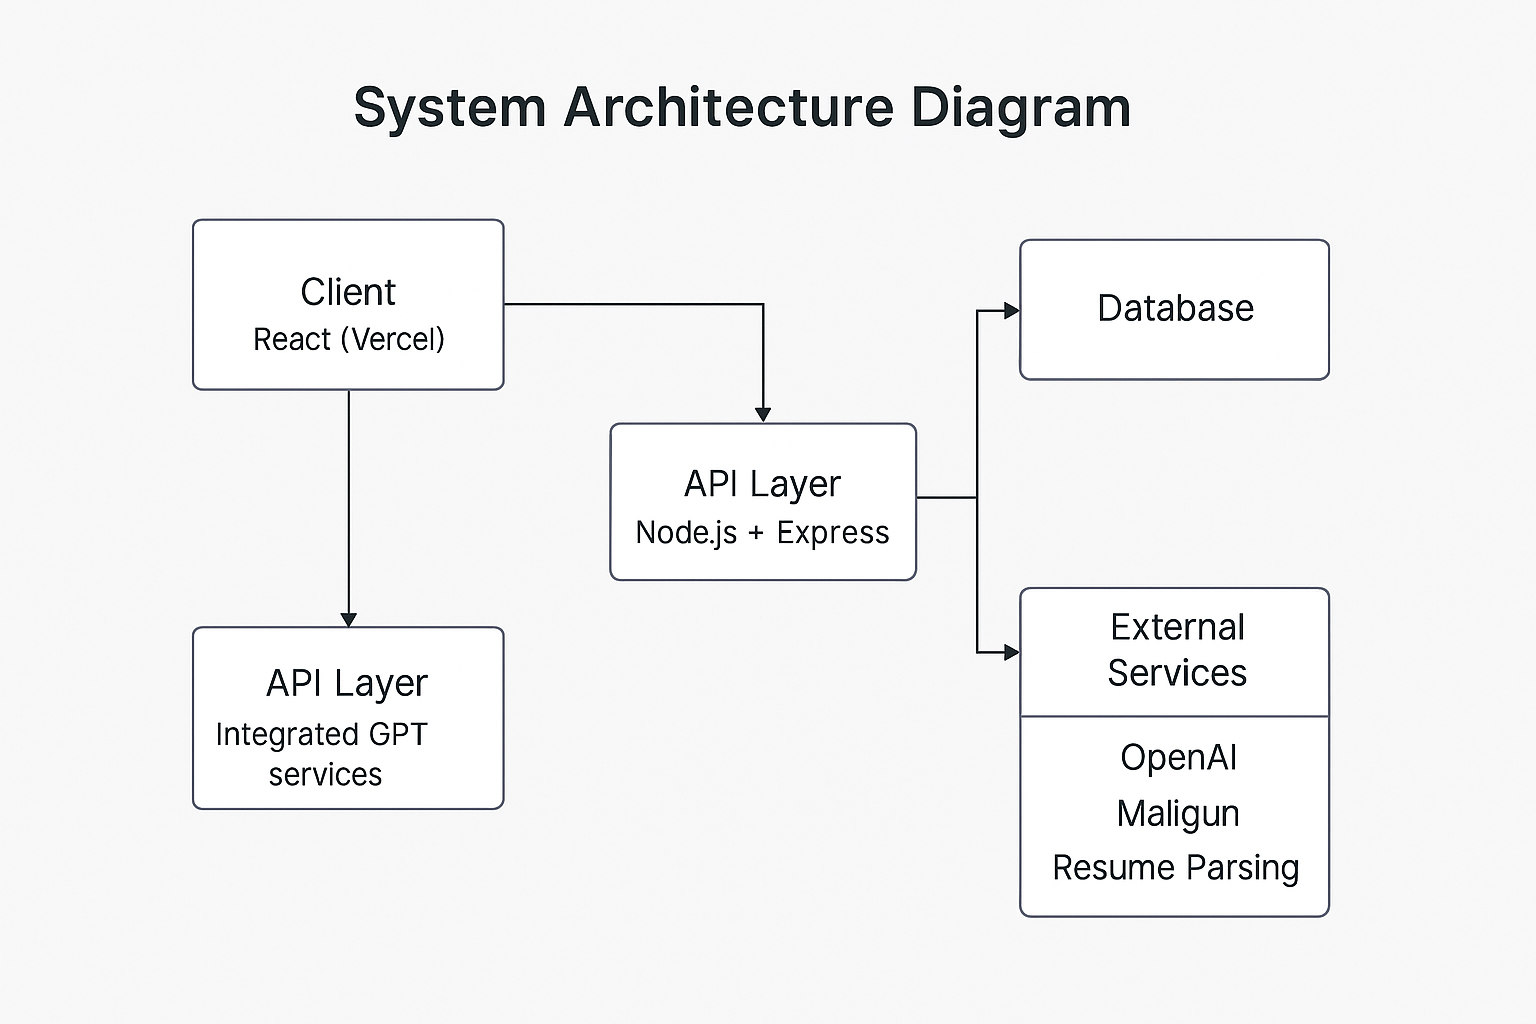 System Architecture Diagram
Client
React (Vercel)
Database
API Layer
Node.js + Express
API Layer
Integrated GPT
services
External
Services
OpenAI
Maligun
Resume Parsing